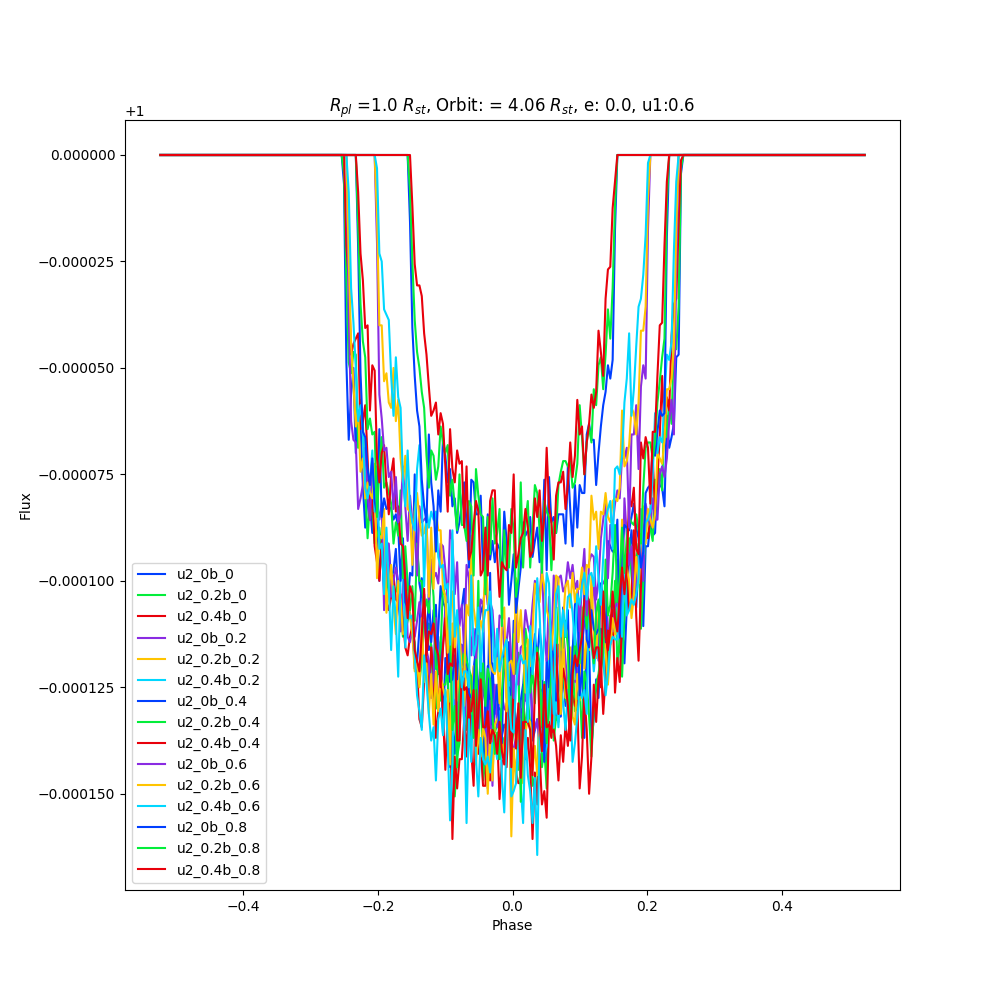 R_pl =1.0 R_st, Orbit: = 4.06 R_st, e: 0.0, u1:0.6
+1
0.000000
−0.000025
−0.000050
−0.000075
−0.000100
−0.000125
−0.000150
Flux
u2_0b_0
u2_0.2b_0
u2_0.4b_0
u2_0b_0.2
u2_0.2b_0.2
u2_0.4b_0.2
u2_0b_0.4
u2_0.2b_0.4
u2_0.4b_0.4
u2_0b_0.6
u2_0.2b_0.6
u2_0.4b_0.6
u2_0b_0.8
u2_0.2b_0.8
u2_0.4b_0.8
−0.4 −0.2 0.0 0.2 0.4
Phase